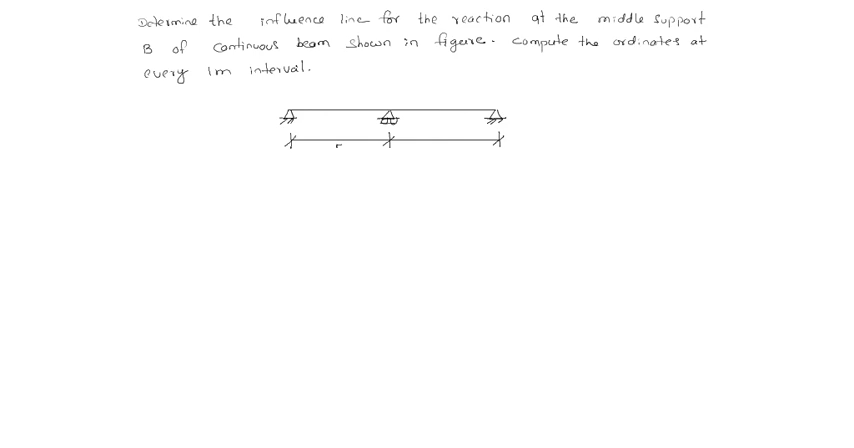 Determine the influence line for the reaction at the middle support
B of continuous beam shown in figure. compute the ordinates at
every 1m interval.